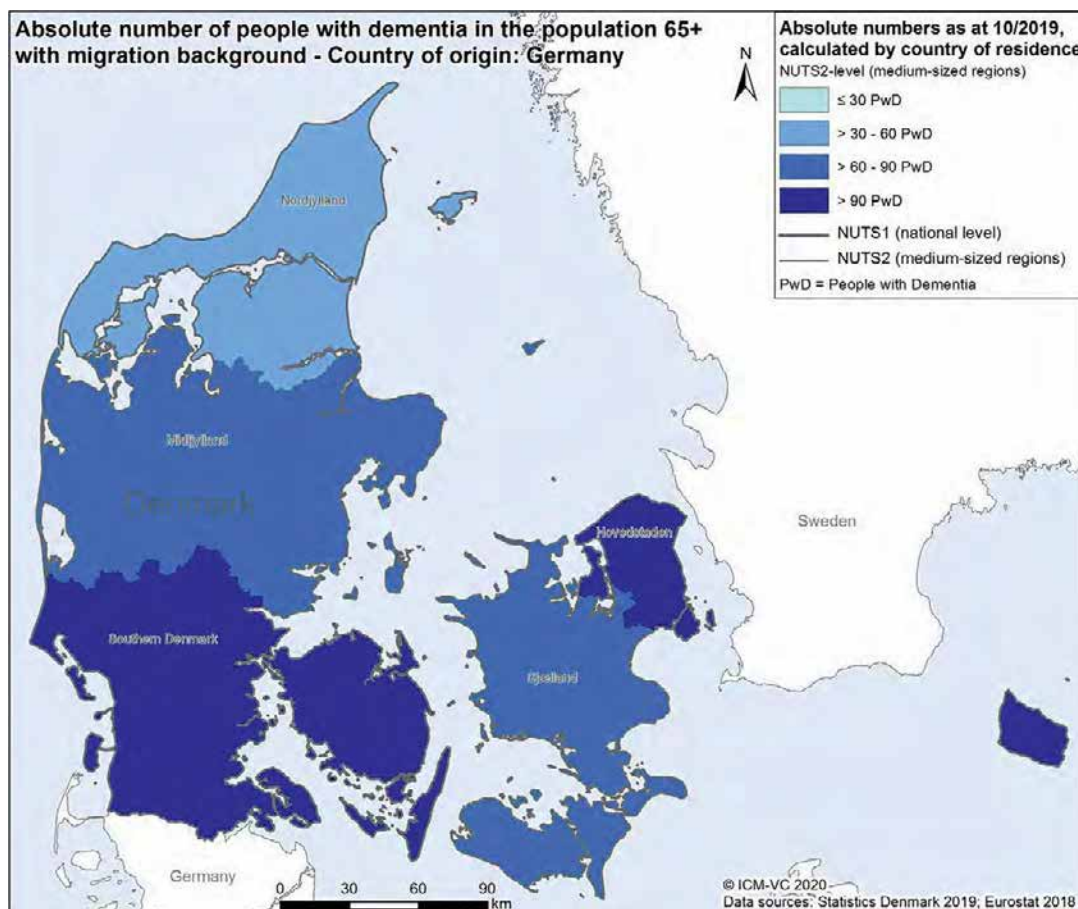 Absolute number of people with dementia in the population 65+
with migration background - Country of origin: Germany
N
Absolute numbers as at 10/2019,
calculated by country of residence
NUTS2-level (medium-sized regions)
≤ 30 PwD
> 30 - 60 PwD
> 60 - 90 PwD
> 90 PwD
NUTS1 (national level)
NUTS2 (medium-sized regions)
PwD = People with Dementia
Nordjylland
Midtjylland
Denmark
Hovedstaden
Sweden
Southern Denmark
Sjælland
Germany
0 30 60 90
km
© ICM-VC 2020
Data sources: Statistics Denmark 2019; Eurostat 2018